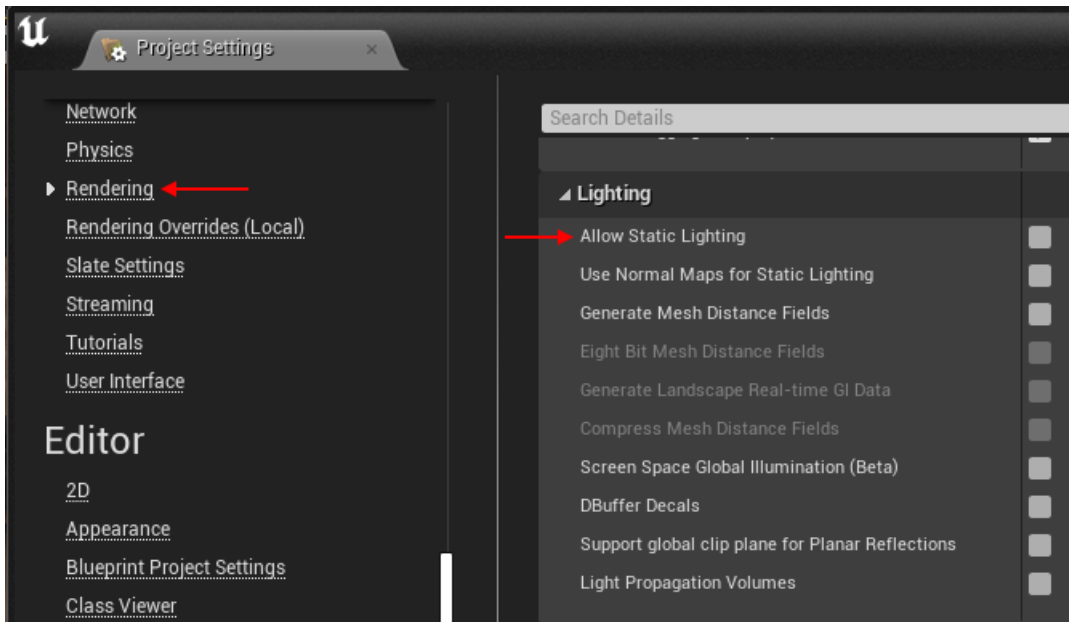 Project Settings
Network
Physics
Rendering
Rendering Overrides (Local)
Slate Settings
Streaming
Tutorials
User Interface
Editor
2D
Appearance
Blueprint Project Settings
Class Viewer
Search Details
Lighting
Allow Static Lighting
Use Normal Maps for Static Lighting
Generate Mesh Distance Fields
Eight Bit Mesh Distance Fields
Generate Landscape Real-time GI Data
Compress Mesh Distance Fields
Screen Space Global Illumination (Beta)
DBuffer Decals
Support global clip plane for Planar Reflections
Light Propagation Volumes